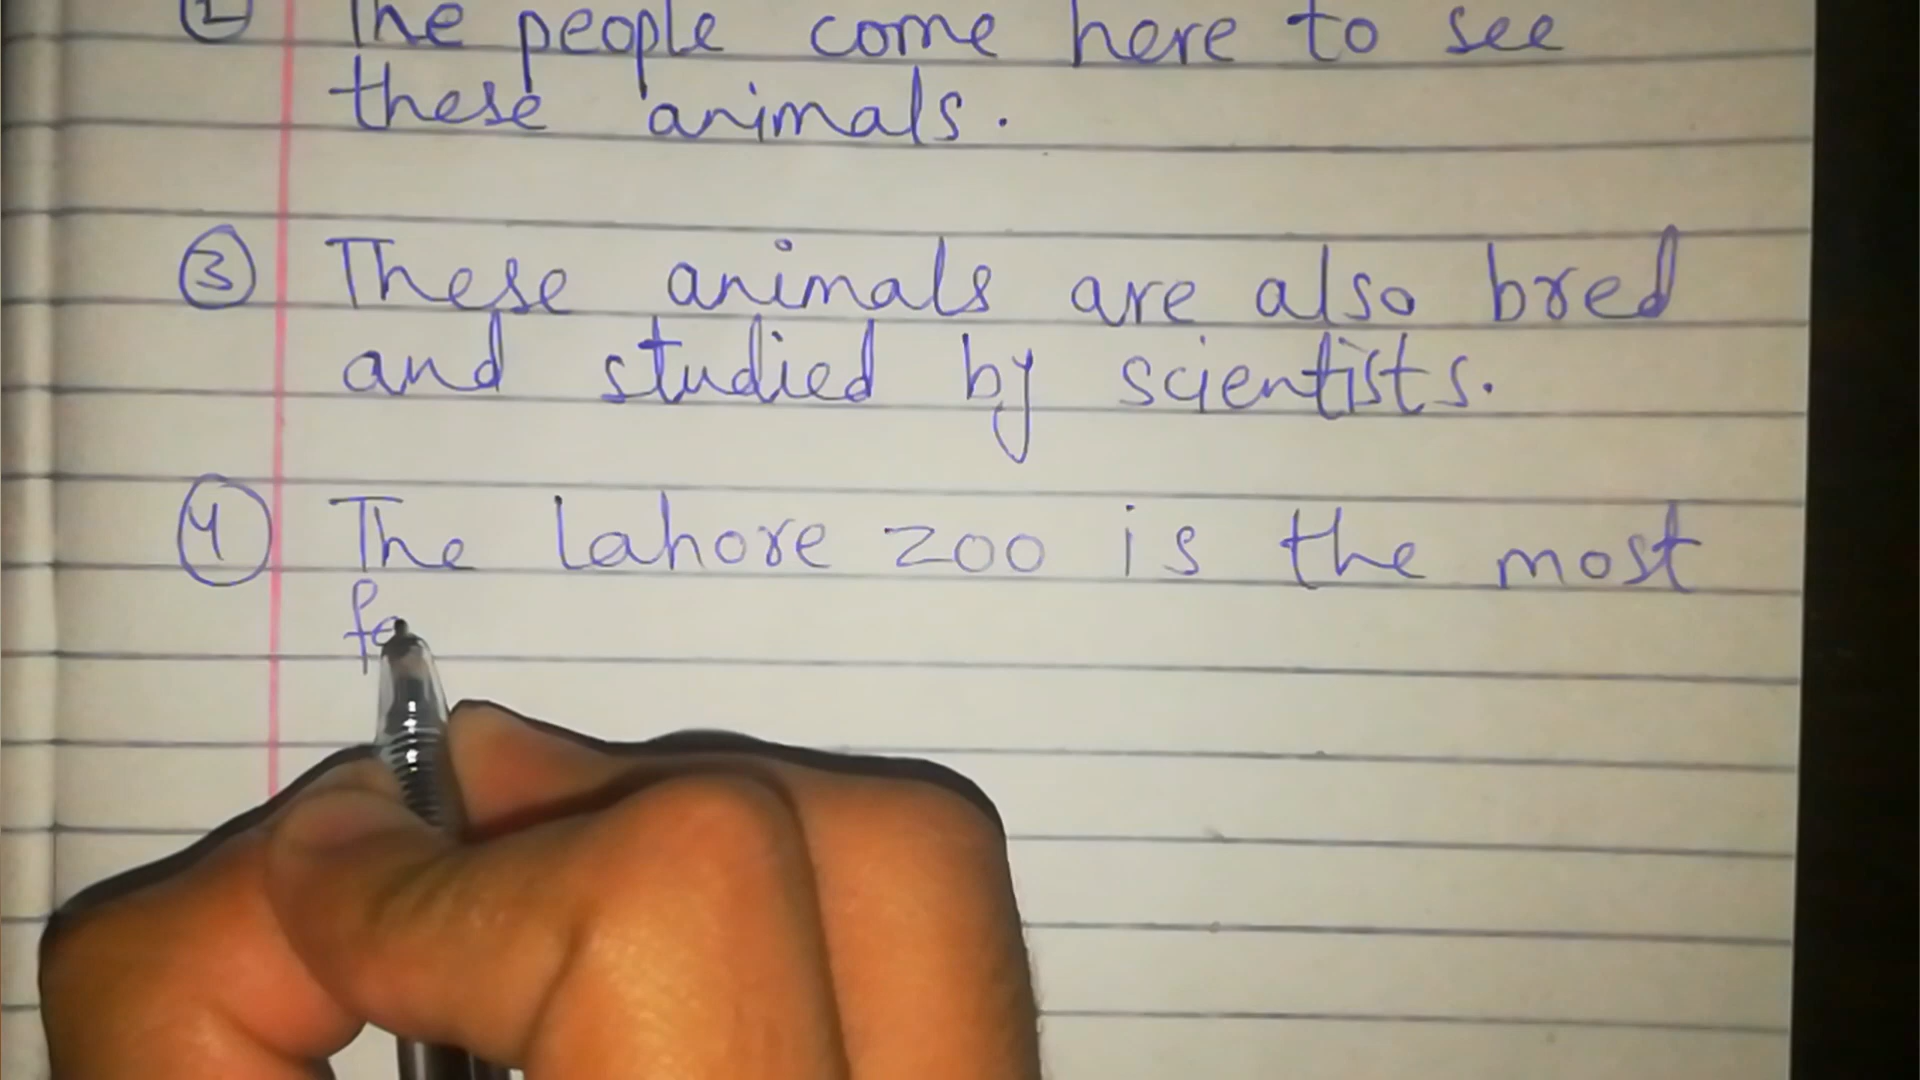 ② The people come here to see
these animals.
③ These animals are also bred
and studied by scientists.
④ The Lahore zoo is the most